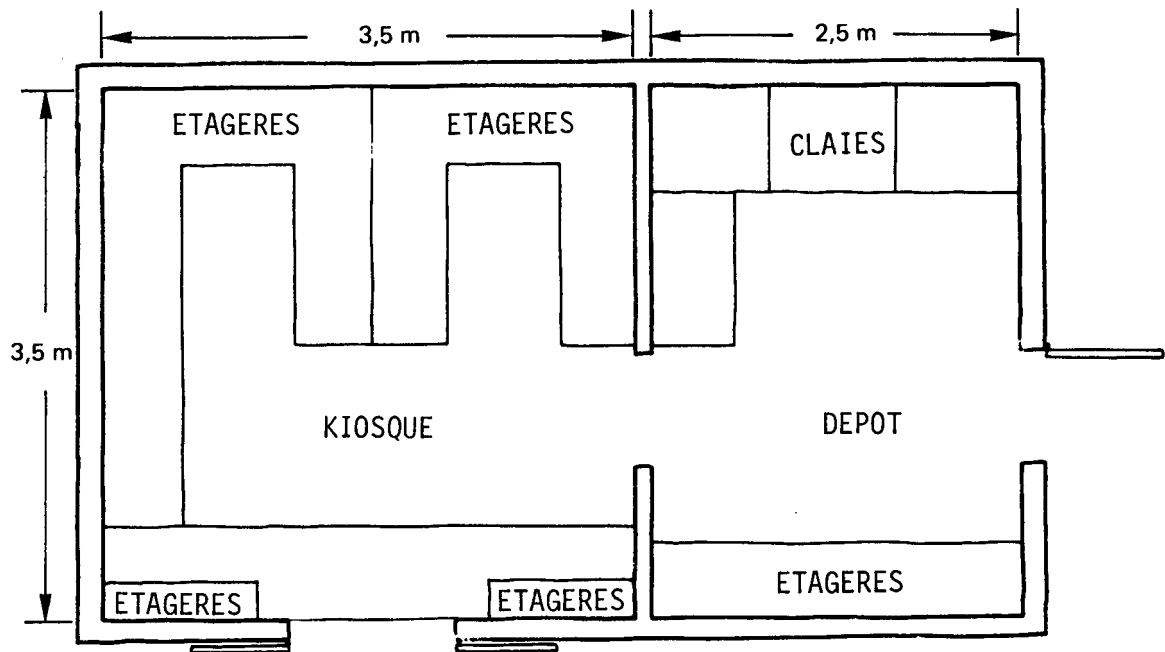 3,5 m
2,5 m
ETAGERES
ETAGERES
CLAIES
3,5 m
KIOSQUE
DEPOT
ETAGERES
ETAGERES
ETAGERES